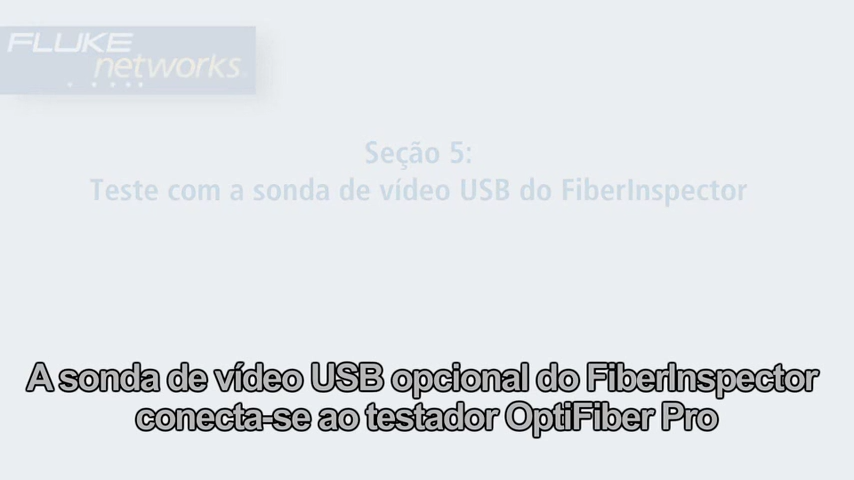 FLUKE
networks®
Seção 5:
Teste com a sonda de vídeo USB do FiberInspector
A sonda de vídeo USB opcional do FiberInspector
conecta-se ao testador OptiFiber Pro